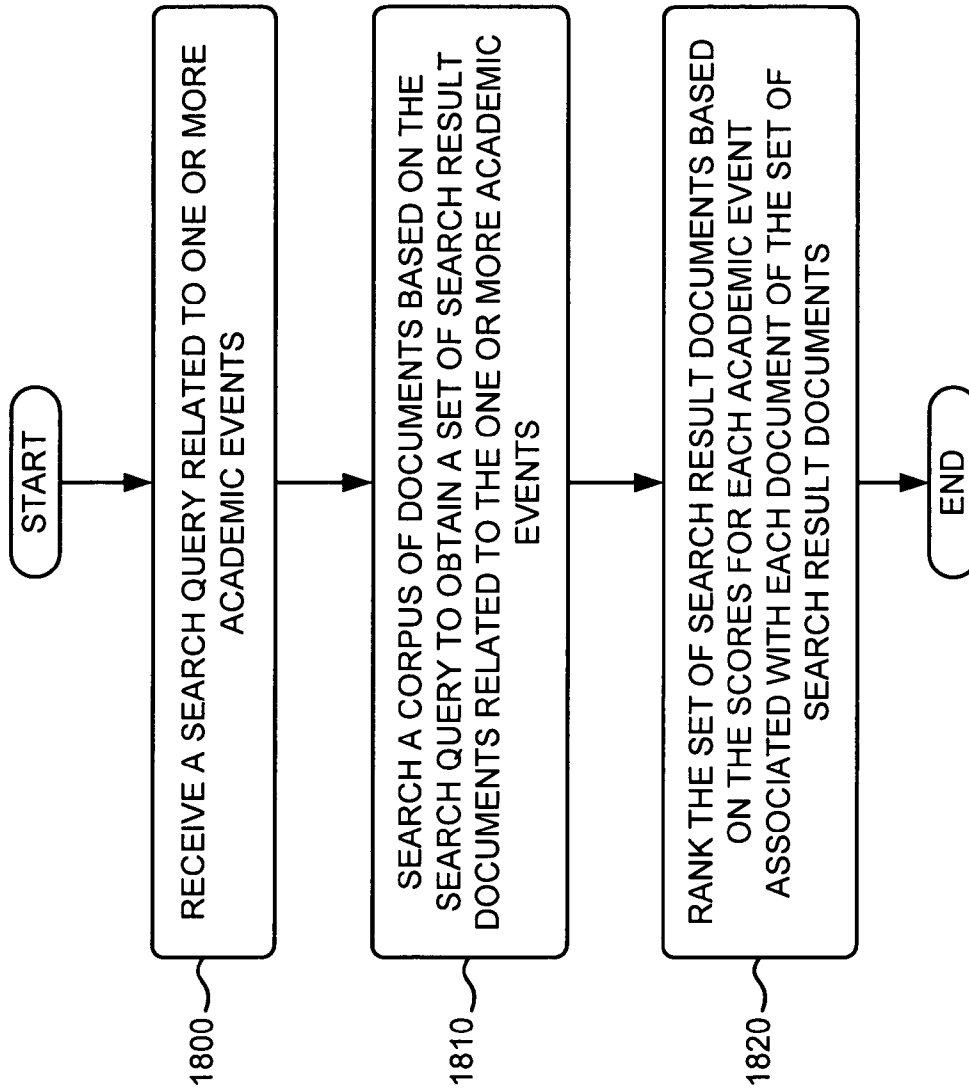 START
RECEIVE A SEARCH QUERY RELATED TO ONE OR MORE
ACADEMIC EVENTS
1800
SEARCH A CORPUS OF DOCUMENTS BASED ON THE
SEARCH QUERY TO OBTAIN A SET OF SEARCH RESULT
DOCUMENTS RELATED TO THE ONE OR MORE ACADEMIC
EVENTS
1810
RANK THE SET OF SEARCH RESULT DOCUMENTS BASED
ON THE SCORES FOR EACH ACADEMIC EVENT
ASSOCIATED WITH EACH DOCUMENT OF THE SET OF
SEARCH RESULT DOCUMENTS
1820
END